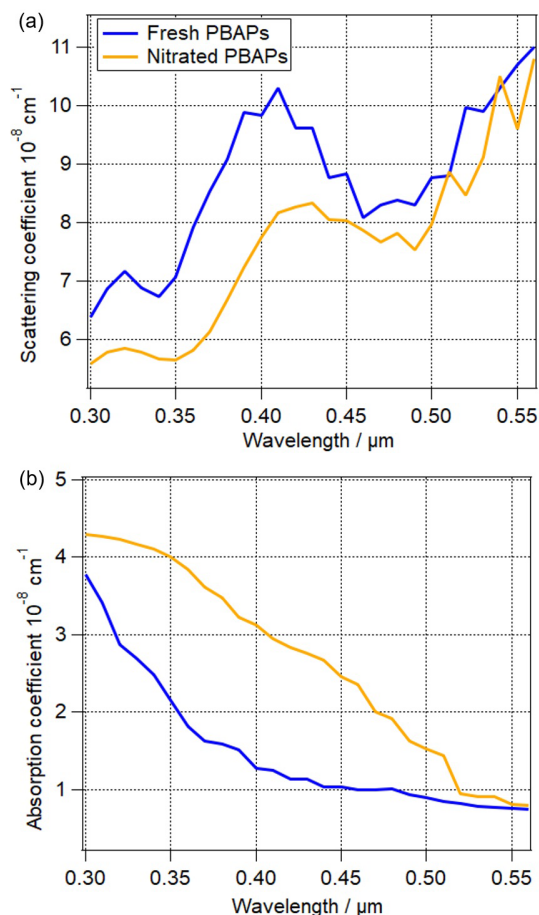 (a)
Fresh PBAPs
Nitrated PBAPs
Scattering coefficient 10⁻⁸ cm⁻¹
11
10
9
8
7
6
0.30 0.35 0.40 0.45 0.50 0.55
Wavelength / µm
(b)
Absorption coefficient 10⁻⁸ cm⁻¹
5
4
3
2
1
0.30 0.35 0.40 0.45 0.50 0.55
Wavelength / µm